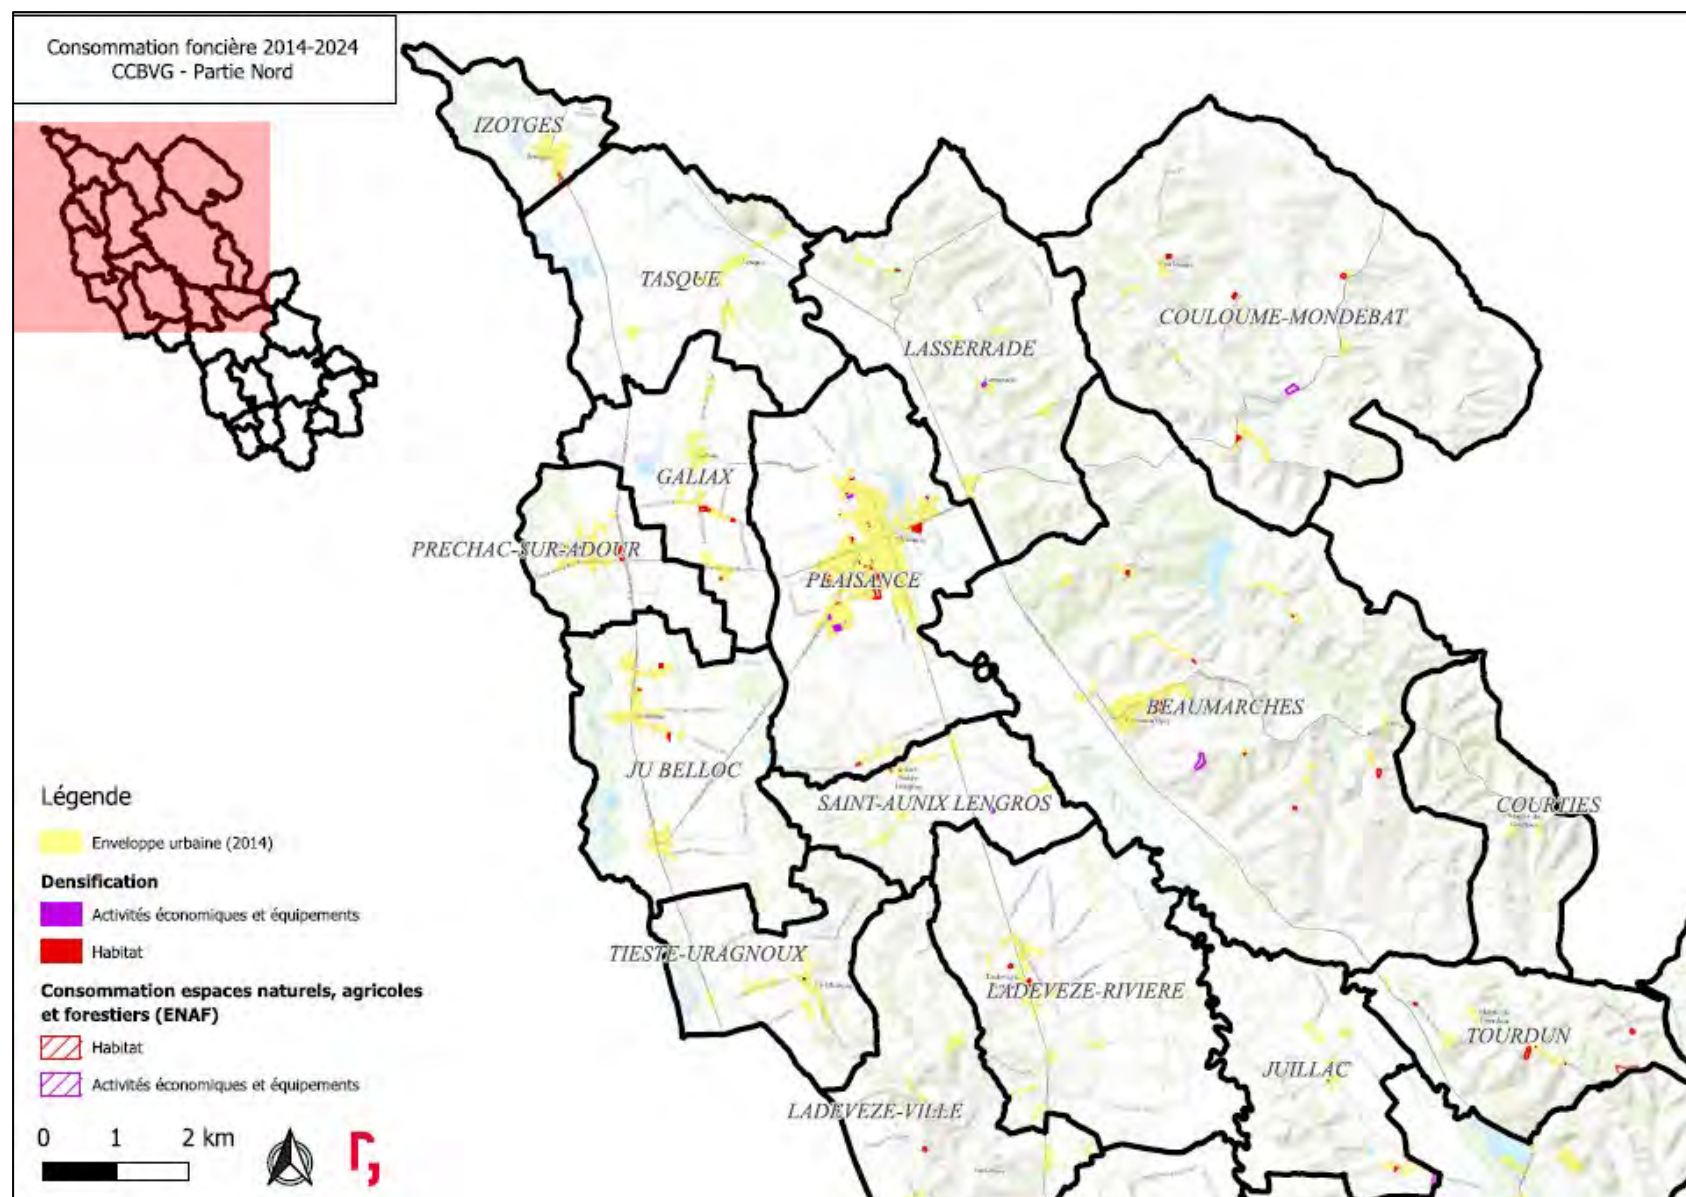 Consommation foncière 2014-2024
CCBVG - Partie Nord
IZOTGES
TASQUE
LASSERRADE
COULOUME-MONDEBAT
GALIAX
PRECHAC-SUR-ADOUR
PLAISANCE
BEAUMARCHES
JU BELLOC
SAINT-AUNIX LENGROS
COURTIES
TIESTE-URAGNOUX
LADEVEZE-RIVIERE
TOURDUN
JUILLAC
LADEVEZE-VILLE
Légende
Enveloppe urbaine (2014)
Densification
Activités économiques et équipements
Habitat
Consommation espaces naturels, agricoles
et forestiers (ENAF)
Habitat
Activités économiques et équipements
0 1 2 km